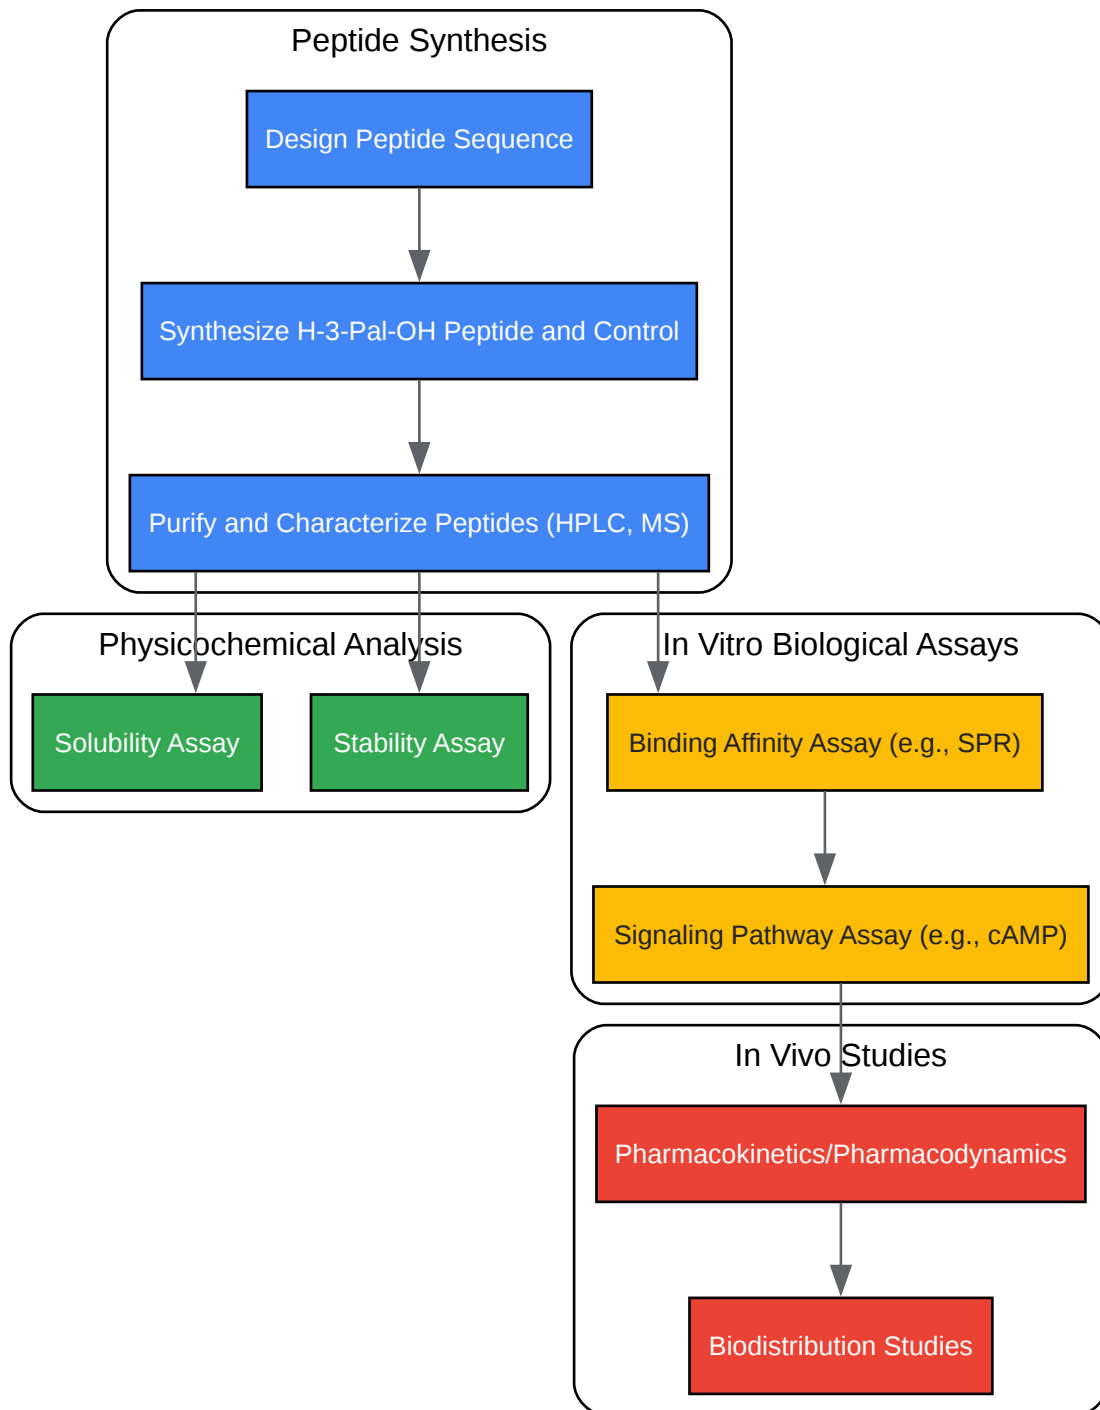 Peptide Synthesis
Design Peptide Sequence
Synthesize H-3-Pal-OH Peptide and Control
Purify and Characterize Peptides (HPLC, MS)
Physicochemical Analysis
Solubility Assay
Stability Assay
In Vitro Biological Assays
Binding Affinity Assay (e.g., SPR)
Signaling Pathway Assay (e.g., cAMP)
In Vivo Studies
Pharmacokinetics/Pharmacodynamics
Biodistribution Studies